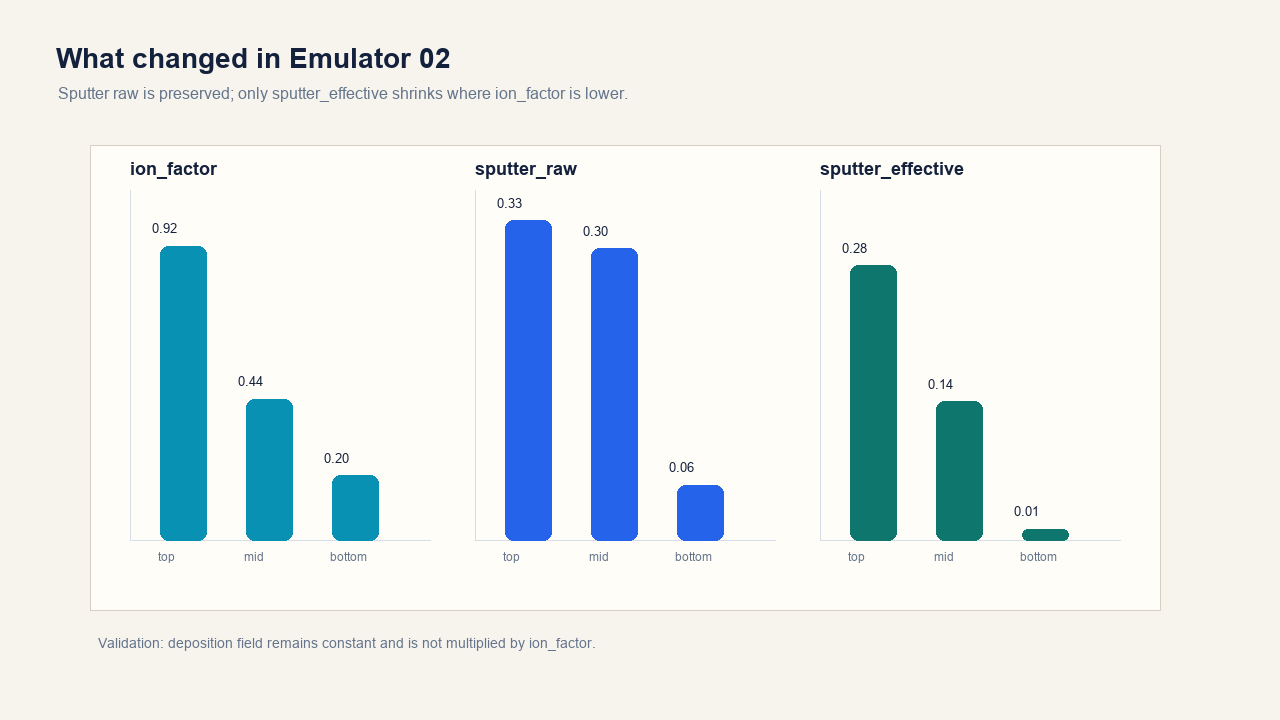 What changed in Emulator 02
Sputter raw is preserved; only sputter_effective shrinks where ion_factor is lower.
ion_factor
0.92
0.44
0.20
top
mid
bottom
sputter_raw
0.33
0.30
0.06
top
mid
bottom
sputter_effective
0.28
0.14
0.01
top
mid
bottom
Validation: deposition field remains constant and is not multiplied by ion_factor.